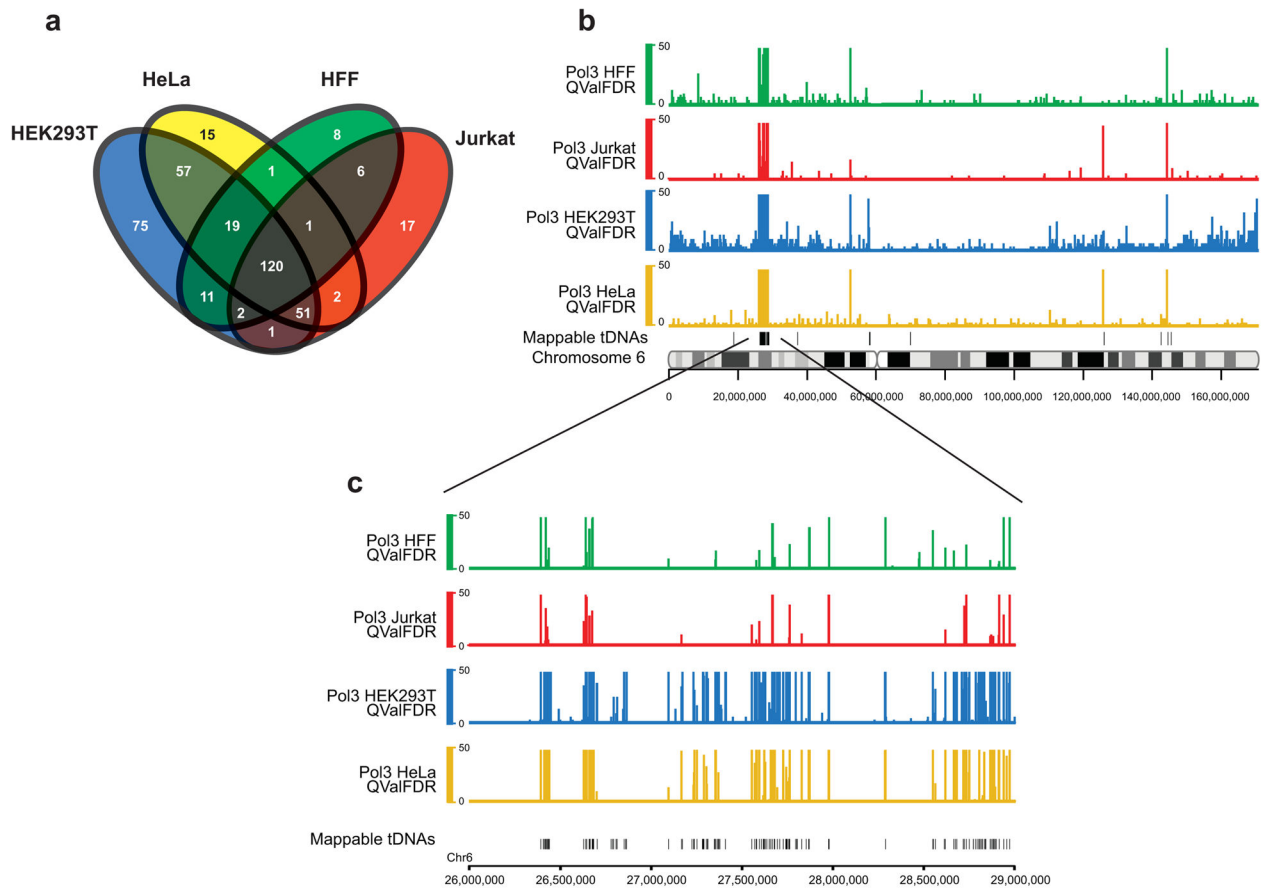 a
HeLa
HFF
HEK293T
Jurkat
15
8
57
1
6
75
19
1
17
120
11
2
51
2
1
b
Pol3 HFF
QValFDR
50
0
Pol3 Jurkat
QValFDR
50
0
Pol3 HEK293T
QValFDR
50
0
Pol3 HeLa
QValFDR
50
0
Mappable tDNAs
Chromosome 6
0 20,000,000 40,000,000 60,000,000 80,000,000 100,000,000 120,000,000 140,000,000 160,000,000
c
Pol3 HFF
QValFDR
50
0
Pol3 Jurkat
QValFDR
50
0
Pol3 HEK293T
QValFDR
50
0
Pol3 HeLa
QValFDR
50
0
Mappable tDNAs
Chr6
26,000,000 26,500,000 27,000,000 27,500,000 28,000,000 28,500,000 29,000,000